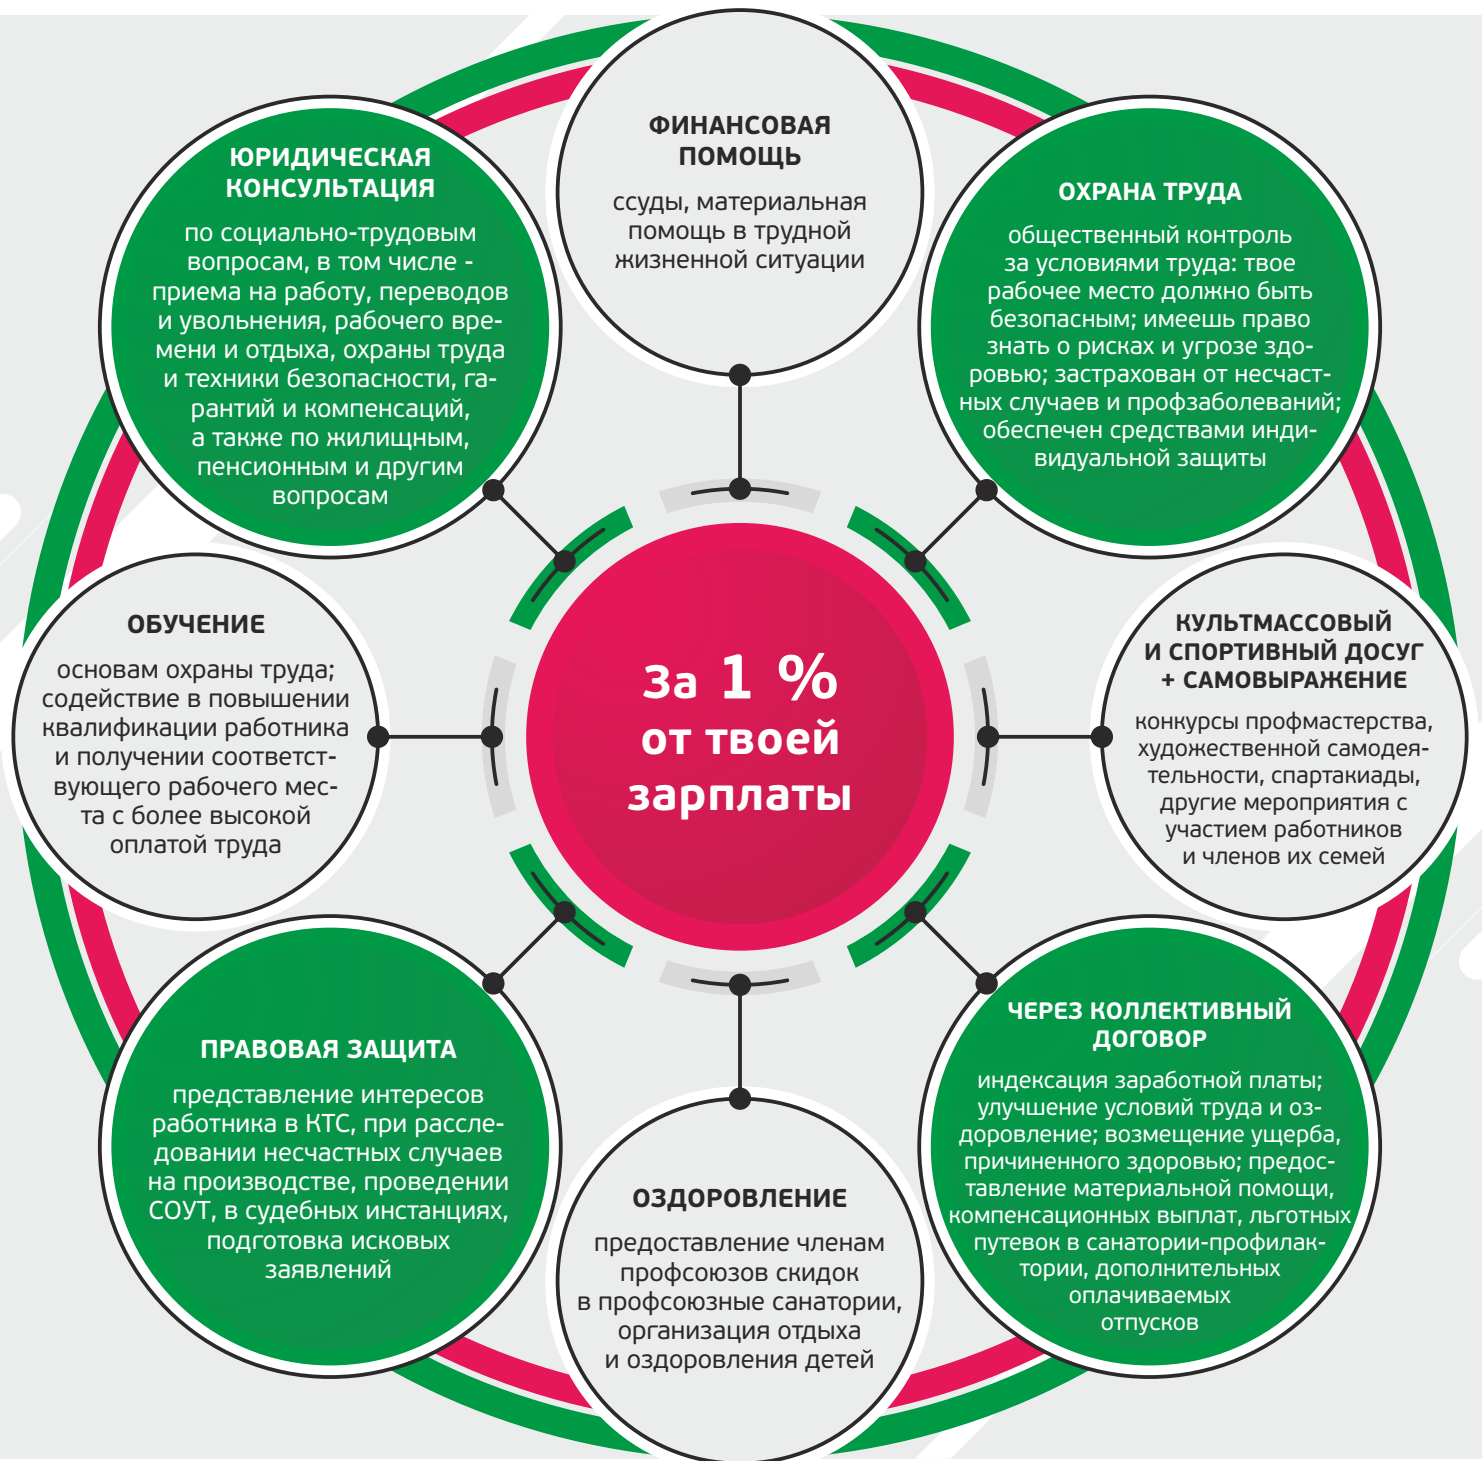 ФИНАНСОВАЯ
ПОМОЩЬ
ссуды, материальная
помощь в трудной
жизненной ситуации
ЮРИДИЧЕСКАЯ
КОНСУЛЬТАЦИЯ
по социально-трудовым
вопросам, в том числе -
приема на работу, переводов
и увольнения, рабочего вре-
мени и отдыха, охраны труда
и техники безопасности, га-
рантий и компенсаций,
а также по жилищным,
пенсионным и другим
вопросам
ОХРАНА ТРУДА
общественный контроль
за условиями труда: твое
рабочее место должно быть
безопасным; имеешь право
знать о рисках и угрозе здо-
ровью; застрахован от несчаст-
ных случаев и профзаболеваний;
обеспечен средствами инди-
видуальной защиты
ОБУЧЕНИЕ
основам охраны труда;
содействие в повышении
квалификации работника
и получении соответст-
вующего рабочего мес-
та с более высокой
оплатой труда
За 1 %
от твоей
зарплаты
КУЛЬТМАССОВЫЙ
И СПОРТИВНЫЙ ДОСУГ
+ САМОВЫРАЖЕНИЕ
конкурсы профмастерства,
художественной самодея-
тельности, спартакиады,
другие мероприятия с
участием работников
и членов их семей
ПРАВОВАЯ ЗАЩИТА
представление интересов
работника в КТС, при рассле-
довании несчастных случаев
на производстве, проведении
СОУТ, в судебных инстанциях,
подготовка исковых
заявлений
ОЗДОРОВЛЕНИЕ
предоставление членам
профсоюзов скидок
в профсоюзные санатории,
организация отдыха
и оздоровления детей
ЧЕРЕЗ КОЛЛЕКТИВНЫЙ
ДОГОВОР
индексация заработной платы;
улучшение условий труда и оз-
доровление; возмещение ущерба,
причиненного здоровью; предос-
тавление материальной помощи,
компенсационных выплат, льготных
путевок в санатории-профилак-
тории, дополнительных
оплачиваемых
отпусков